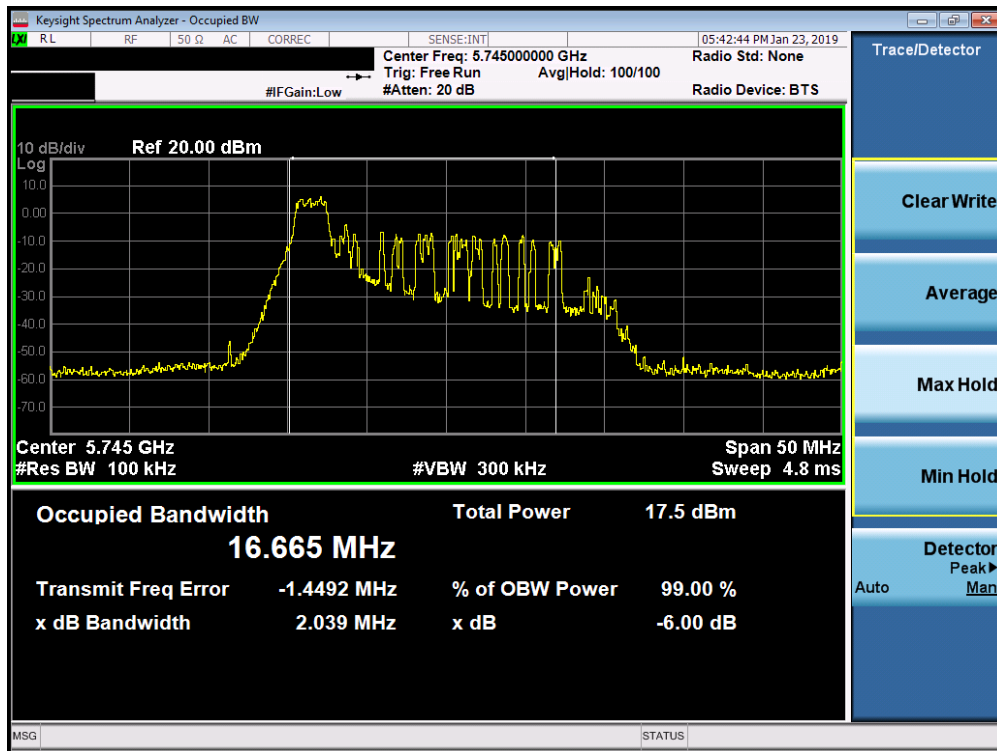 Keysight Spectrum Analyzer - Occupied BW
LXI RL RF 50 Ω AC CORREC SENSE:INT 05:42:44 PM Jan 23, 2019
Center Freq: 5.745000000 GHz Radio Std: None
Trig: Free Run Avg|Hold: 100/100
#IFGain:Low #Atten: 20 dB Radio Device: BTS
10 dB/div Ref 20.00 dBm
Log
10.0
0.00
-10.0
-20.0
-30.0
-40.0
-50.0
-60.0
-70.0
Center 5.745 GHz Span 50 MHz
#Res BW 100 kHz #VBW 300 kHz Sweep 4.8 ms
Occupied Bandwidth Total Power 17.5 dBm
16.665 MHz
Transmit Freq Error -1.4492 MHz % of OBW Power 99.00 %
x dB Bandwidth 2.039 MHz x dB -6.00 dB
MSG STATUS
Trace/Detector
Clear Write
Average
Max Hold
Min Hold
Detector
Peak▶
Auto Man